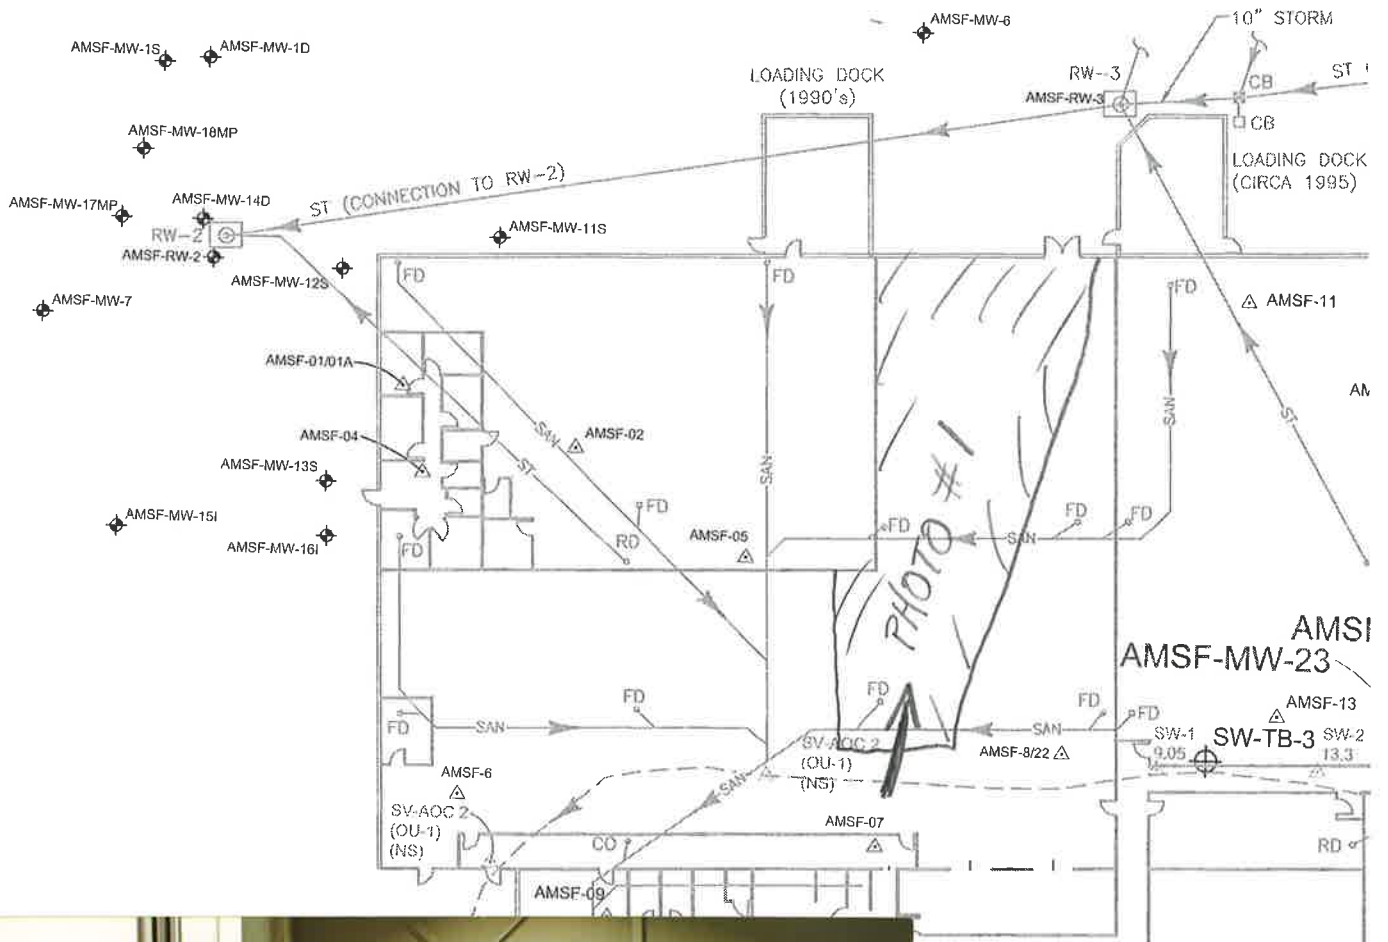 AMSF-MW-6
10" STORM
AMSF-MW-1S
AMSF-MW-1D
LOADING DOCK
(1990's)
RW-3
AMSF-RW-3
CB
ST
CB
AMSF-MW-18MP
LOADING DOCK
(CIRCA 1995)
ST (CONNECTION TO RW-2)
AMSF-MW-17MP
AMSF-MW-14D
RW-2
AMSF-MW-11S
AMSF-RW-2
AMSF-MW-12S
FD
FD
FD
AMSF-MW-7
AMSF-11
AMSF-01/01A
SAN
ST
AMSF-04
SAN
AMSF-02
AMSF-MW-13S
ST
SAN
PHOTO #1
AMSF-MW-15I
FD
FD
FD
FD
AMSF-MW-16I
FD
RD
AMSF-05
SAN
AMSF-MW-23
FD
FD
FD
FD
AMSF-13
FD
SAN
SAN
SW-1
9.05
SW-TB-3
SW-2
13.3
SV-AOC 2
(OU-1)
(NS)
AMSF-8/22
AMSF-6
SAN
SV-AOC 2
(OU-1)
(NS)
AMSF-07
CO
RD
AMSF-09